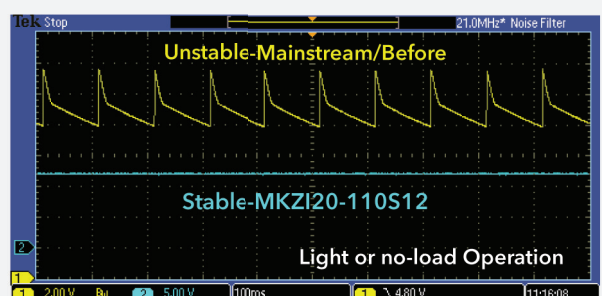 Tek Stop 21.0MHz* Noise Filter
Unstable-Mainstream/Before
Stable-MKZI20-110S12
2
Light or no-load Operation
1
1 2.00 V Bw 2 5.00 V 100ms 1 4.80 V 11:16:08